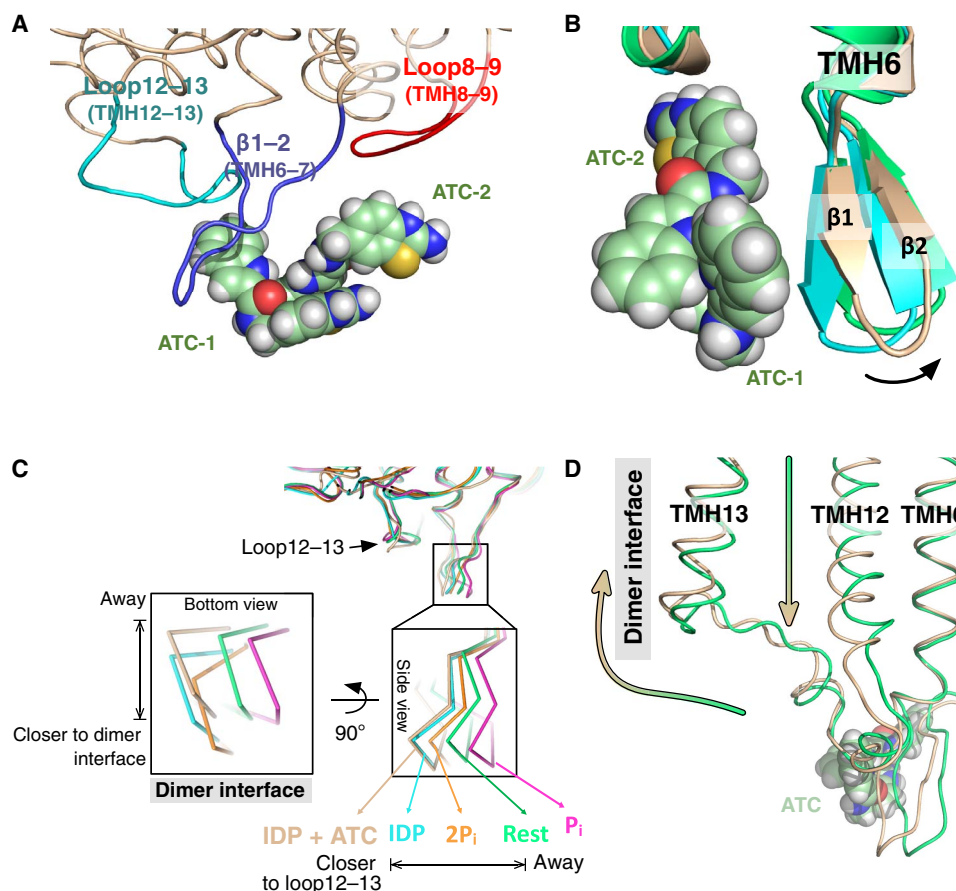 A
Loop12–13
(TMH12–13)
β1–2
(TMH6–7)
Loop8–9
(TMH8–9)
ATC-2
ATC-1
B
TMH6
ATC-2
β1
β2
ATC-1
C
Loop12–13
Away
Bottom view
Closer to dimer
interface
Dimer interface
90°
Side view
IDP + ATC
IDP
2Pi
Rest
Pi
Closer
to loop12–13
Away
D
Dimer interface
TMH13
TMH12
TMH6
ATC